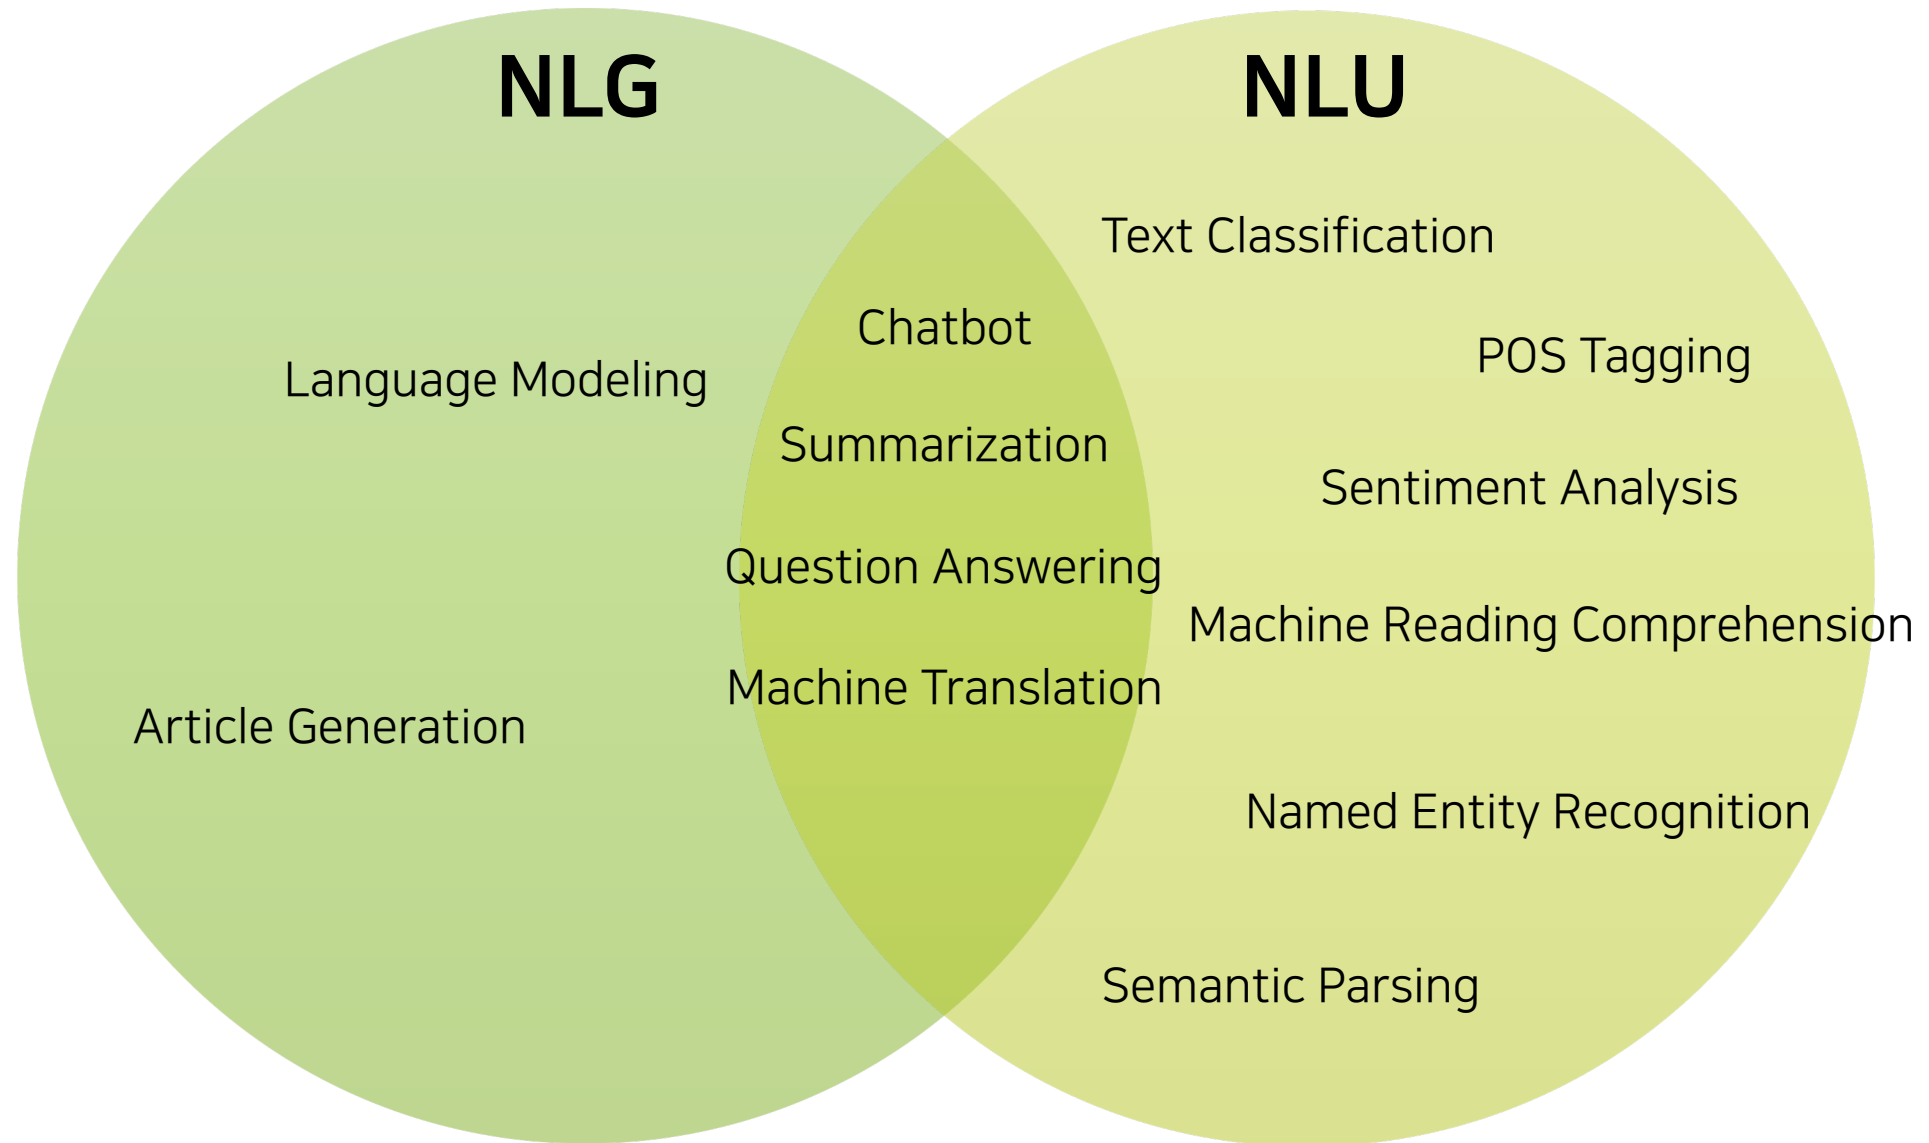 NLG
NLU
Text Classification
Chatbot
POS Tagging
Language Modeling
Summarization
Sentiment Analysis
Question Answering
Machine Reading Comprehension
Machine Translation
Article Generation
Named Entity Recognition
Semantic Parsing